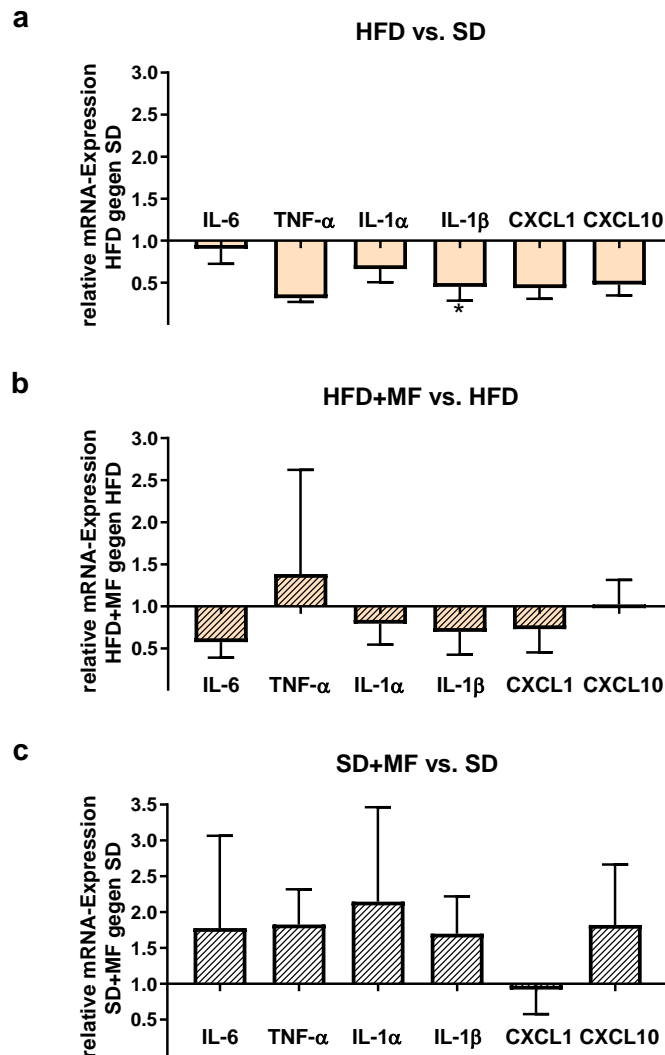 a
HFD vs. SD
relative mRNA-Expression
HFD gegen SD
3.0
2.5
2.0
1.5
1.0
0.5
IL-6 TNF-α IL-1α IL-1β CXCL1 CXCL10
*
b
HFD+MF vs. HFD
relative mRNA-Expression
HFD+MF gegen HFD
3.0
2.5
2.0
1.5
1.0
0.5
IL-6 TNF-α IL-1α IL-1β CXCL1 CXCL10
c
SD+MF vs. SD
relative mRNA-Expression
SD+MF gegen SD
3.5
3.0
2.5
2.0
1.5
1.0
0.5
IL-6 TNF-α IL-1α IL-1β CXCL1 CXCL10